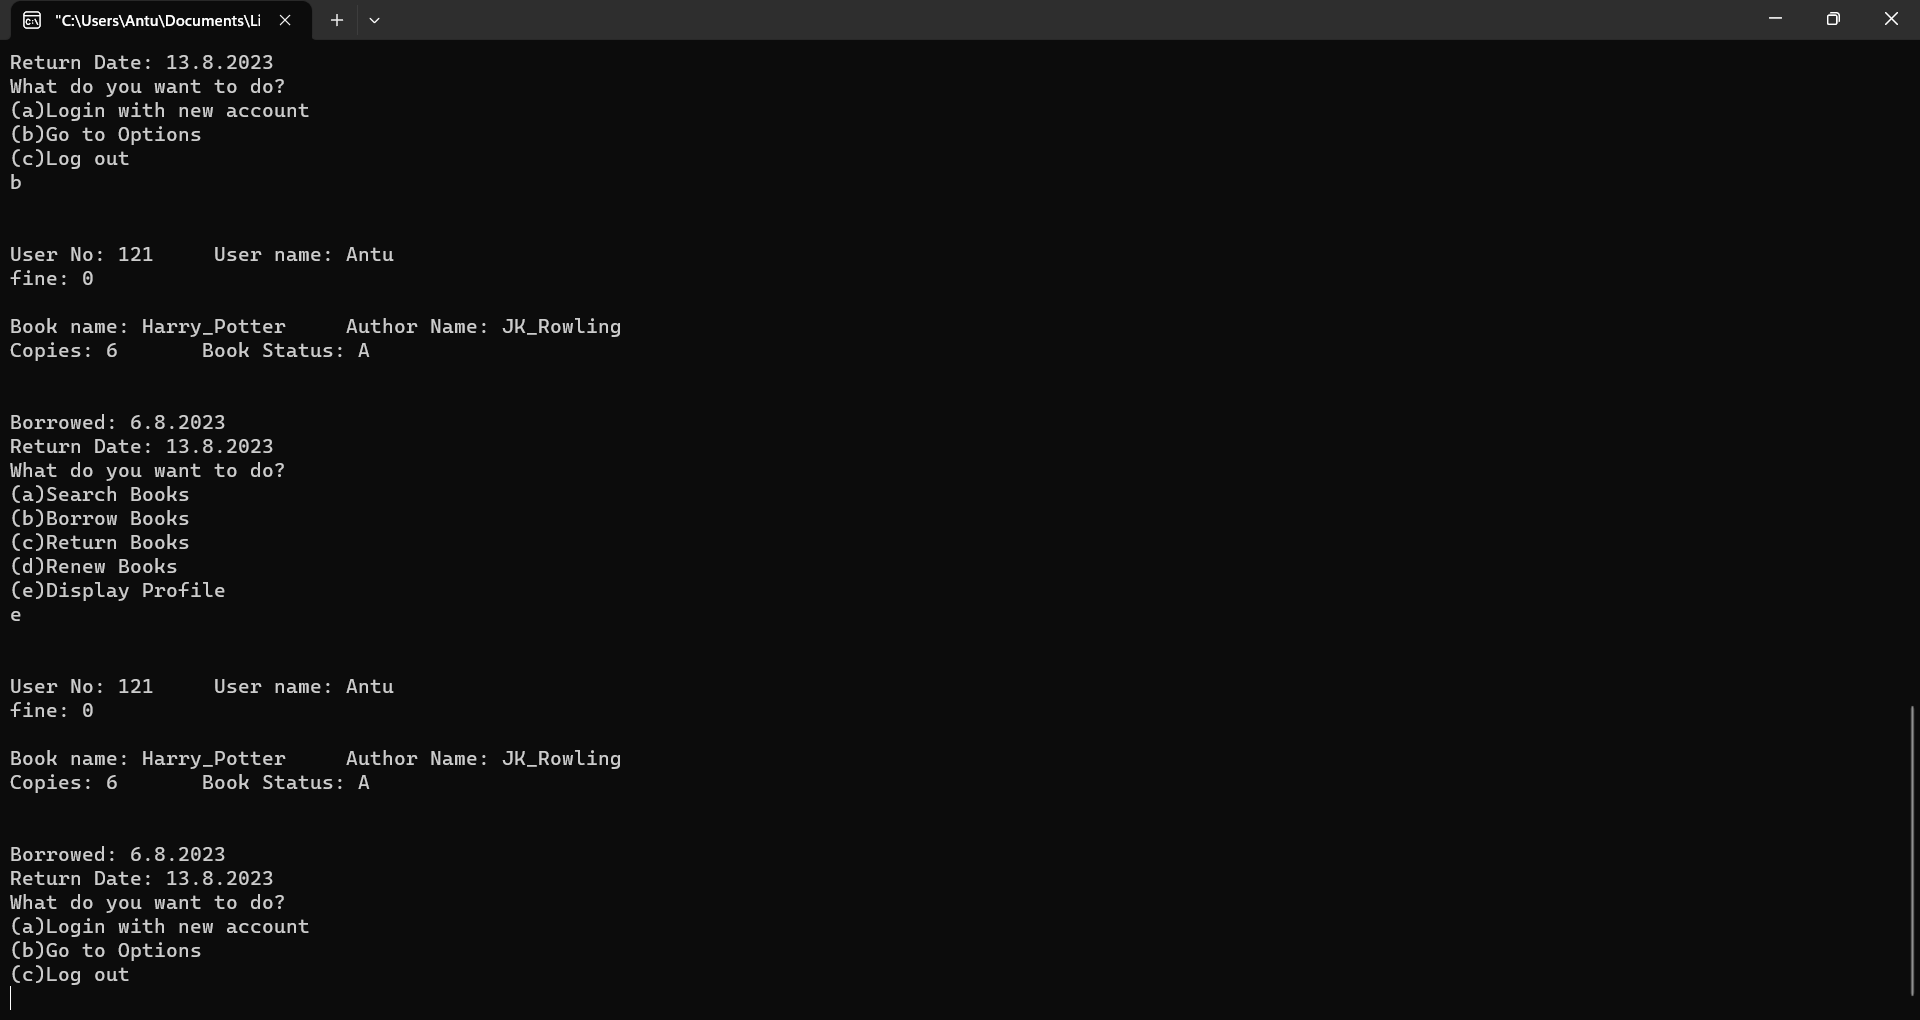 "C:\Users\Antu\Documents\Li
Return Date: 13.8.2023
What do you want to do?
(a)Login with new account
(b)Go to Options
(c)Log out
b
User No: 121     User name: Antu
fine: 0
Book name: Harry_Potter     Author Name: JK_Rowling
Copies: 6       Book Status: A
Borrowed: 6.8.2023
Return Date: 13.8.2023
What do you want to do?
(a)Search Books
(b)Borrow Books
(c)Return Books
(d)Renew Books
(e)Display Profile
e
User No: 121     User name: Antu
fine: 0
Book name: Harry_Potter     Author Name: JK_Rowling
Copies: 6       Book Status: A
Borrowed: 6.8.2023
Return Date: 13.8.2023
What do you want to do?
(a)Login with new account
(b)Go to Options
(c)Log out